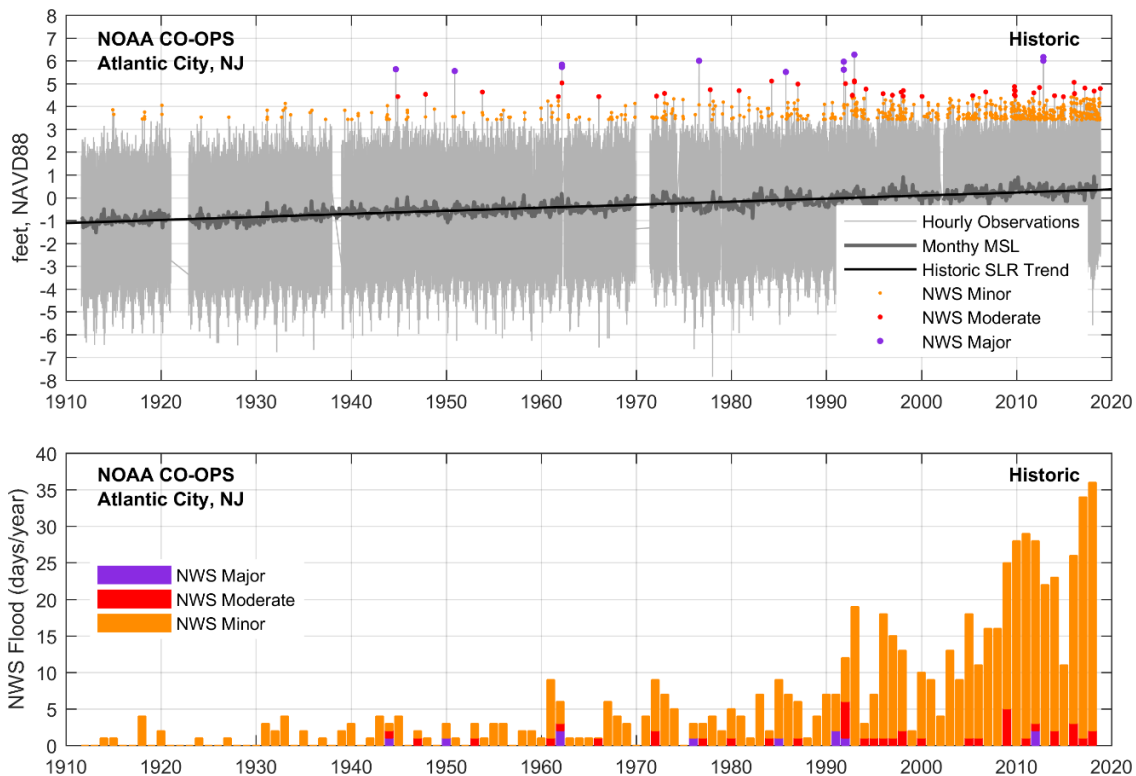 8
7
6
5
4
3
2
1
0
-1
-2
-3
-4
-5
-6
-7
-8
feet, NAVD88
NOAA CO-OPS
Atlantic City, NJ
Historic
Hourly Observations
Monthy MSL
Historic SLR Trend
NWS Minor
NWS Moderate
NWS Major
1910 1920 1930 1940 1950 1960 1970 1980 1990 2000 2010 2020
40
35
30
25
20
15
10
5
0
NWS Flood (days/year)
NOAA CO-OPS
Atlantic City, NJ
Historic
NWS Major
NWS Moderate
NWS Minor
1910 1920 1930 1940 1950 1960 1970 1980 1990 2000 2010 2020